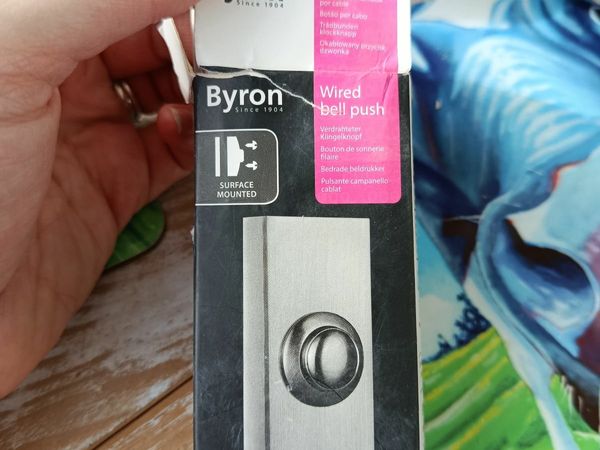 Byron
Since 1904
por cable
Botão por cabo
Trådbunden
klockknapp
Okablowany przycisk
dzwonka
Byron
Since 1904
Wired
bell push
Verdrahteter
Klingelknopf
Bouton de sonnerie
filaire
Bedrade beldrukker
Pulsante campanello
cablat
SURFACE
MOUNTED